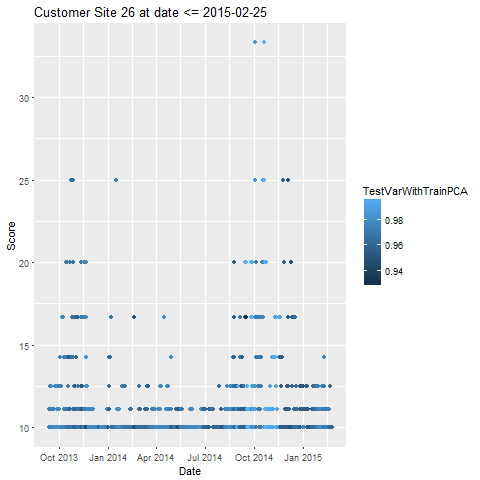 Customer Site 26 at date <= 2015-02-25
30
25
20
15
10
Score
Oct 2013
Jan 2014
Apr 2014
Jul 2014
Oct 2014
Jan 2015
Date
TestVarWithTrainPCA
0.98
0.96
0.94